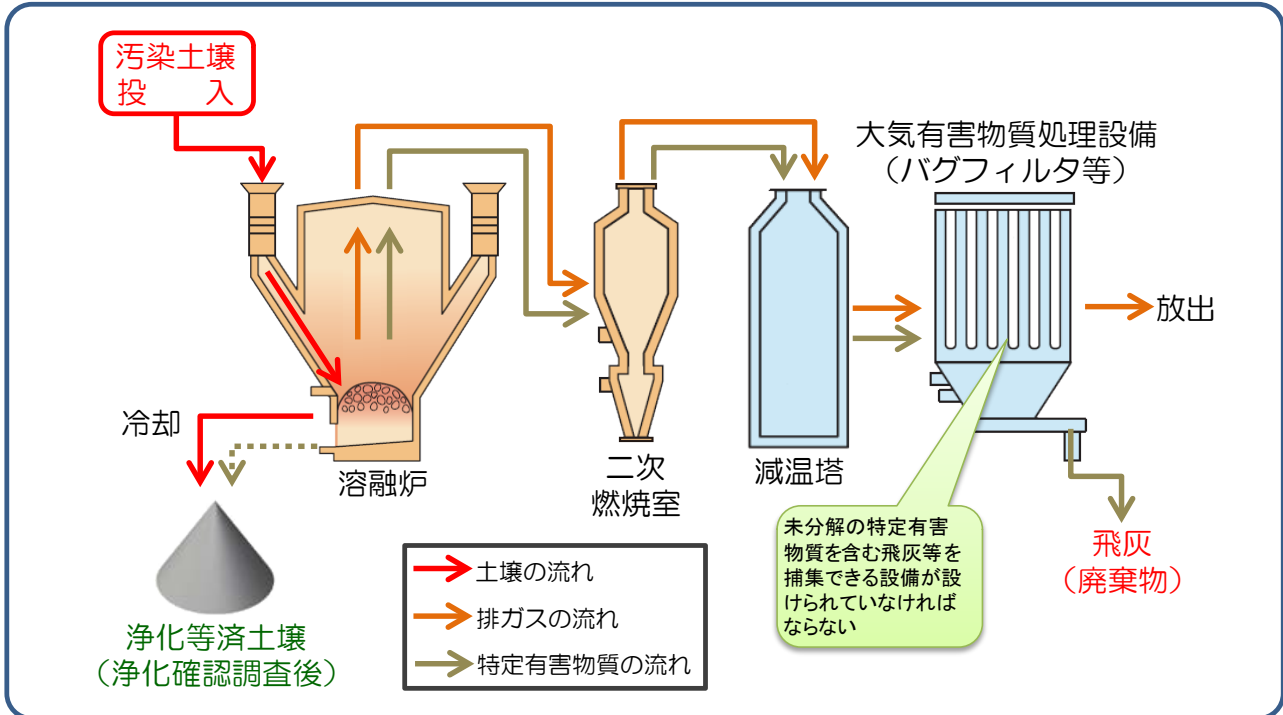 汚染土壌
投　　入
大気有害物質処理設備
（バグフィルタ等）
放出
冷却
溶融炉
二次
燃焼室
減温塔
未分解の特定有害
物質を含む飛灰等を
捕集できる設備が設
けられていなければ
ならない
飛灰
（廃棄物）
浄化等済土壌
（浄化確認調査後）
土壌の流れ
排ガスの流れ
特定有害物質の流れ